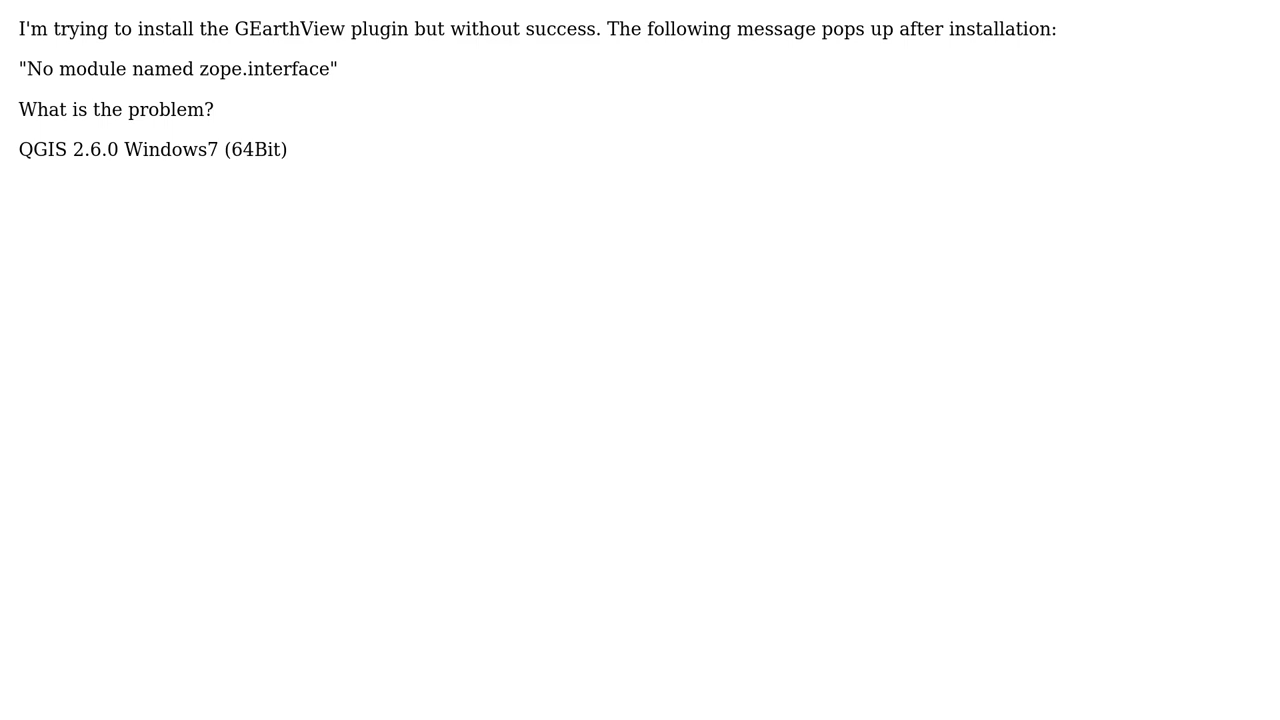 I'm trying to install the GEarthView plugin but without success. The following message pops up after installation:
"No module named zope.interface"
What is the problem?
QGIS 2.6.0 Windows7 (64Bit)